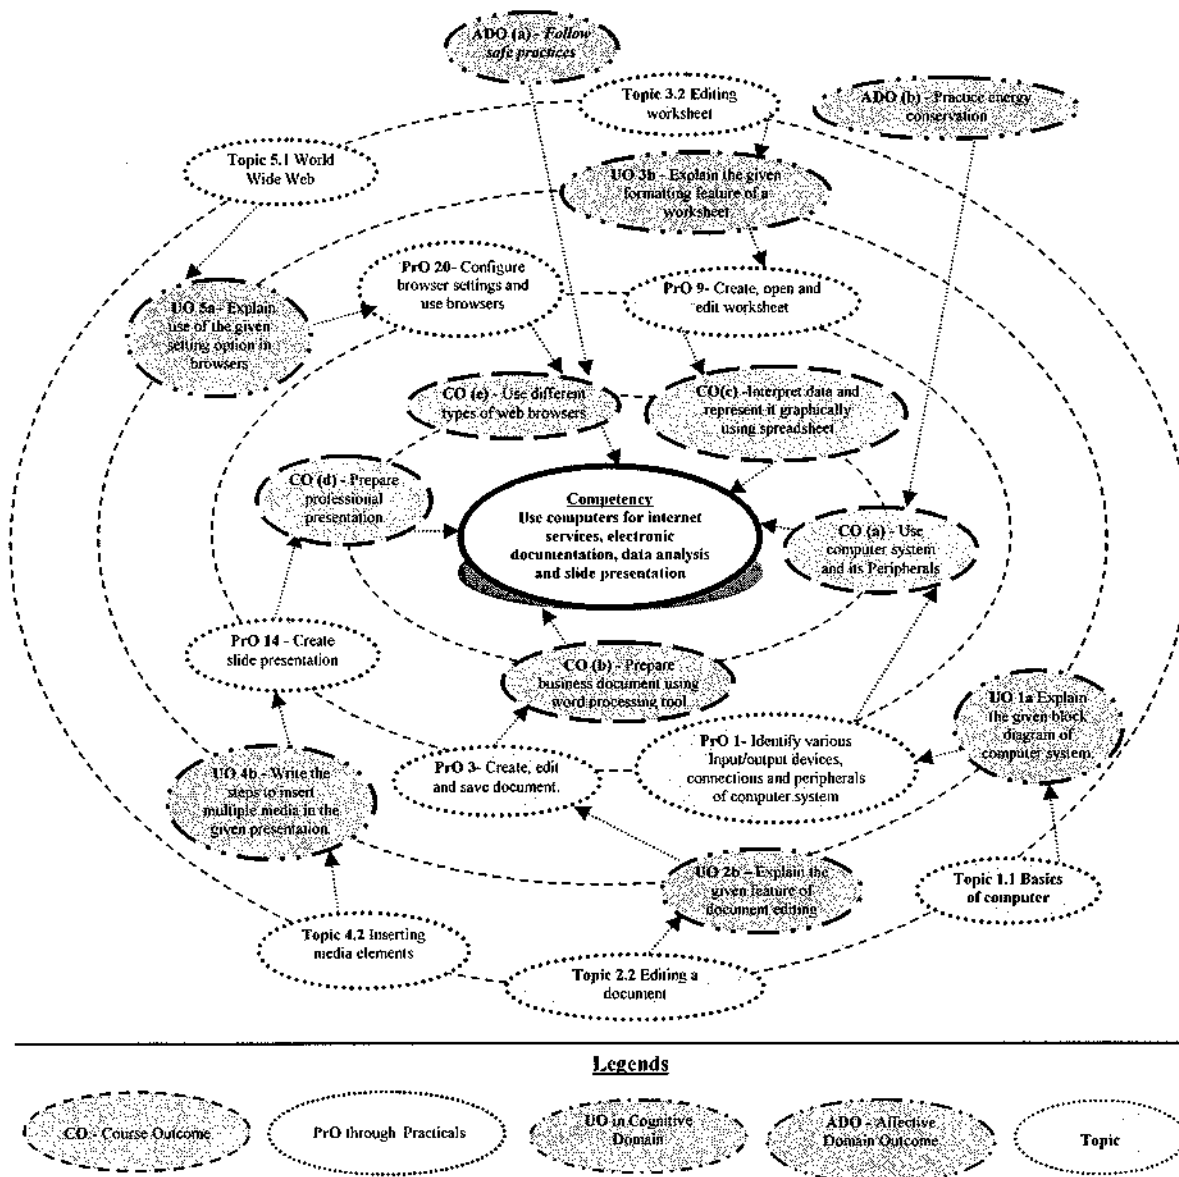 ADO (a) - Follow
safe practices
Topic 3.2 Editing
worksheet
ADO (b) - Practice energy
conservation
Topic 5.1 World
Wide Web
UO 3b - Explain the given
formatting feature of a
worksheet
PrO 20- Configure
browser settings and
use browsers
PrO 9- Create, open and
edit worksheet
UO 5a - Explain
use of the given
setting option in
browsers
CO (e) - Use different
types of web browsers
CO(c) -Interpret data and
represent it graphically
using spreadsheet
CO (d) - Prepare
professional
presentation
Competency
Use computers for internet
services, electronic
documentation, data analysis
and slide presentation
CO (a) - Use
computer system
and its Peripherals
PrO 14 - Create
slide presentation
CO (b) - Prepare
business document using
word processing tool
UO 1a Explain
the given block
diagram of
computer system.
PrO 1- Identify various
Input/output devices,
connections and peripherals
of computer system
PrO 3- Create, edit
and save document.
UO 4b - Write the
steps to insert
multiple media in the
given presentation.
UO 2b – Explain the
given feature of
document editing
Topic 1.1 Basics
of computer
Topic 4.2 Inserting
media elements
Topic 2.2 Editing a
document
Legends
CO - Course Outcome
PrO through Practicals
UO in Cognitive
Domain
ADO - Affective
Domain Outcome
Topic